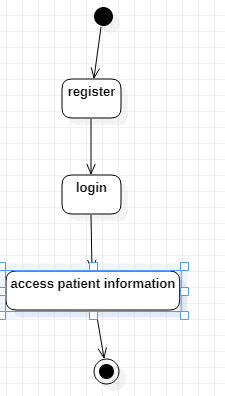 register
login
access patient information